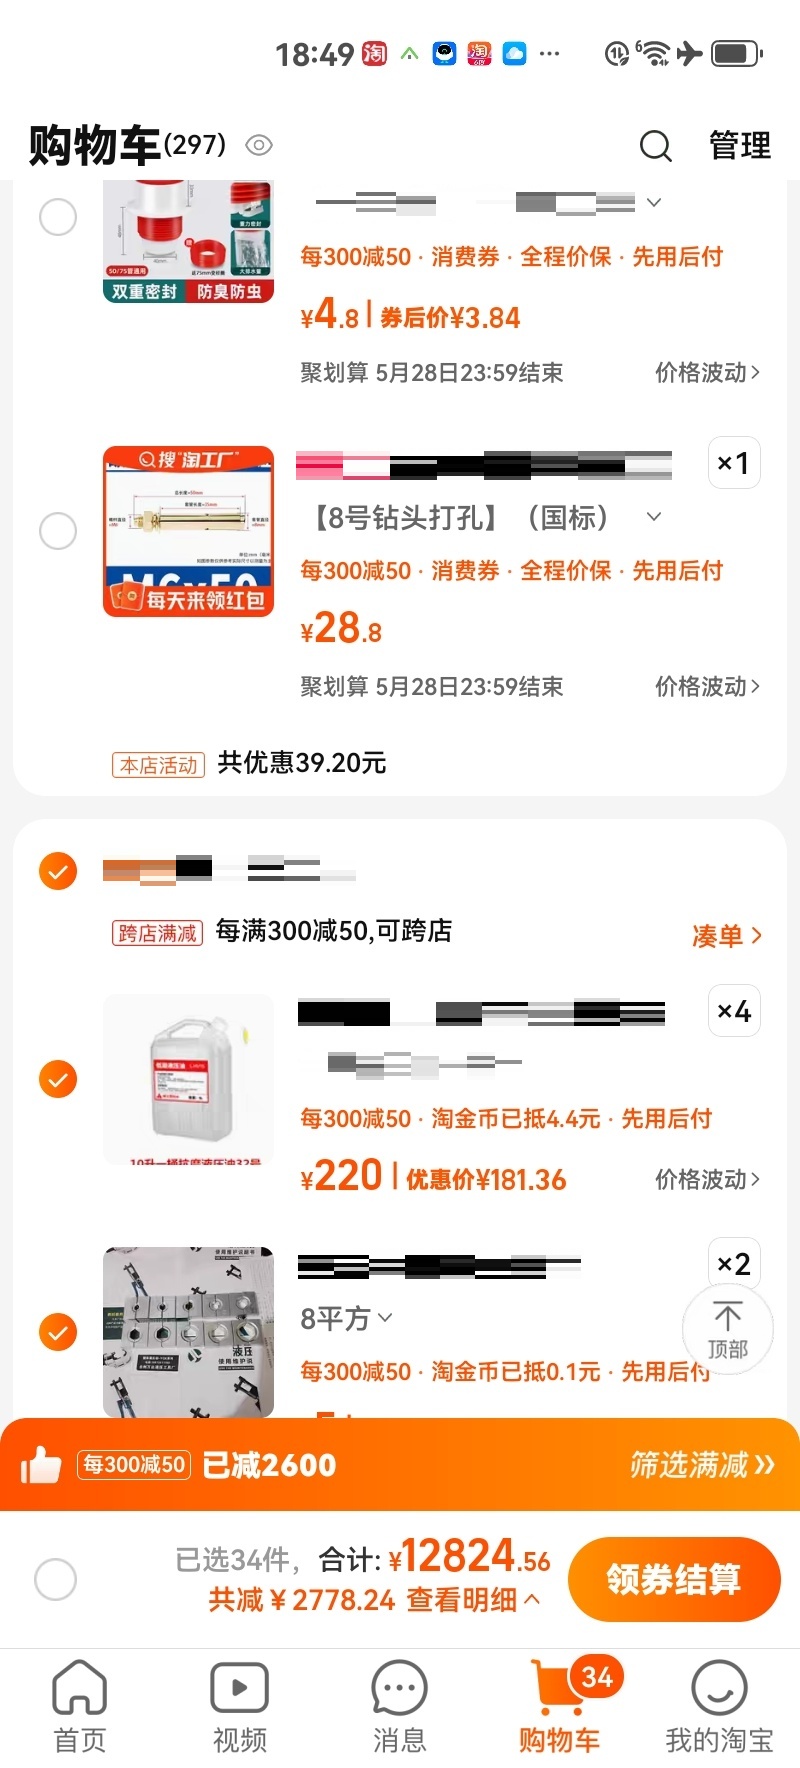 18:49
购物车(297)
管理
50/75管通用
双重密封 防臭防虫
每300减50 · 消费券 · 全程价保 · 先用后付
¥4.8 券后价¥3.84
聚划算 5月28日23:59结束
价格波动
搜"淘工厂"
×1
【8号钻头打孔】（国标）
每300减50 · 消费券 · 全程价保 · 先用后付
每天来领红包
¥28.8
聚划算 5月28日23:59结束
价格波动
本店活动 共优惠39.20元
跨店满减 每满300减50,可跨店
凑单
×4
每300减50 · 淘金币已抵4.4元 · 先用后付
¥220 优惠价¥181.36
价格波动
×2
8平方
顶部
每300减50 · 淘金币已抵0.1元 · 先用后付
每300减50 已减2600
筛选满减
已选34件，合计: ¥12824.56
共减 ¥ 2778.24 查看明细
领券结算
34
首页
视频
消息
购物车
我的淘宝